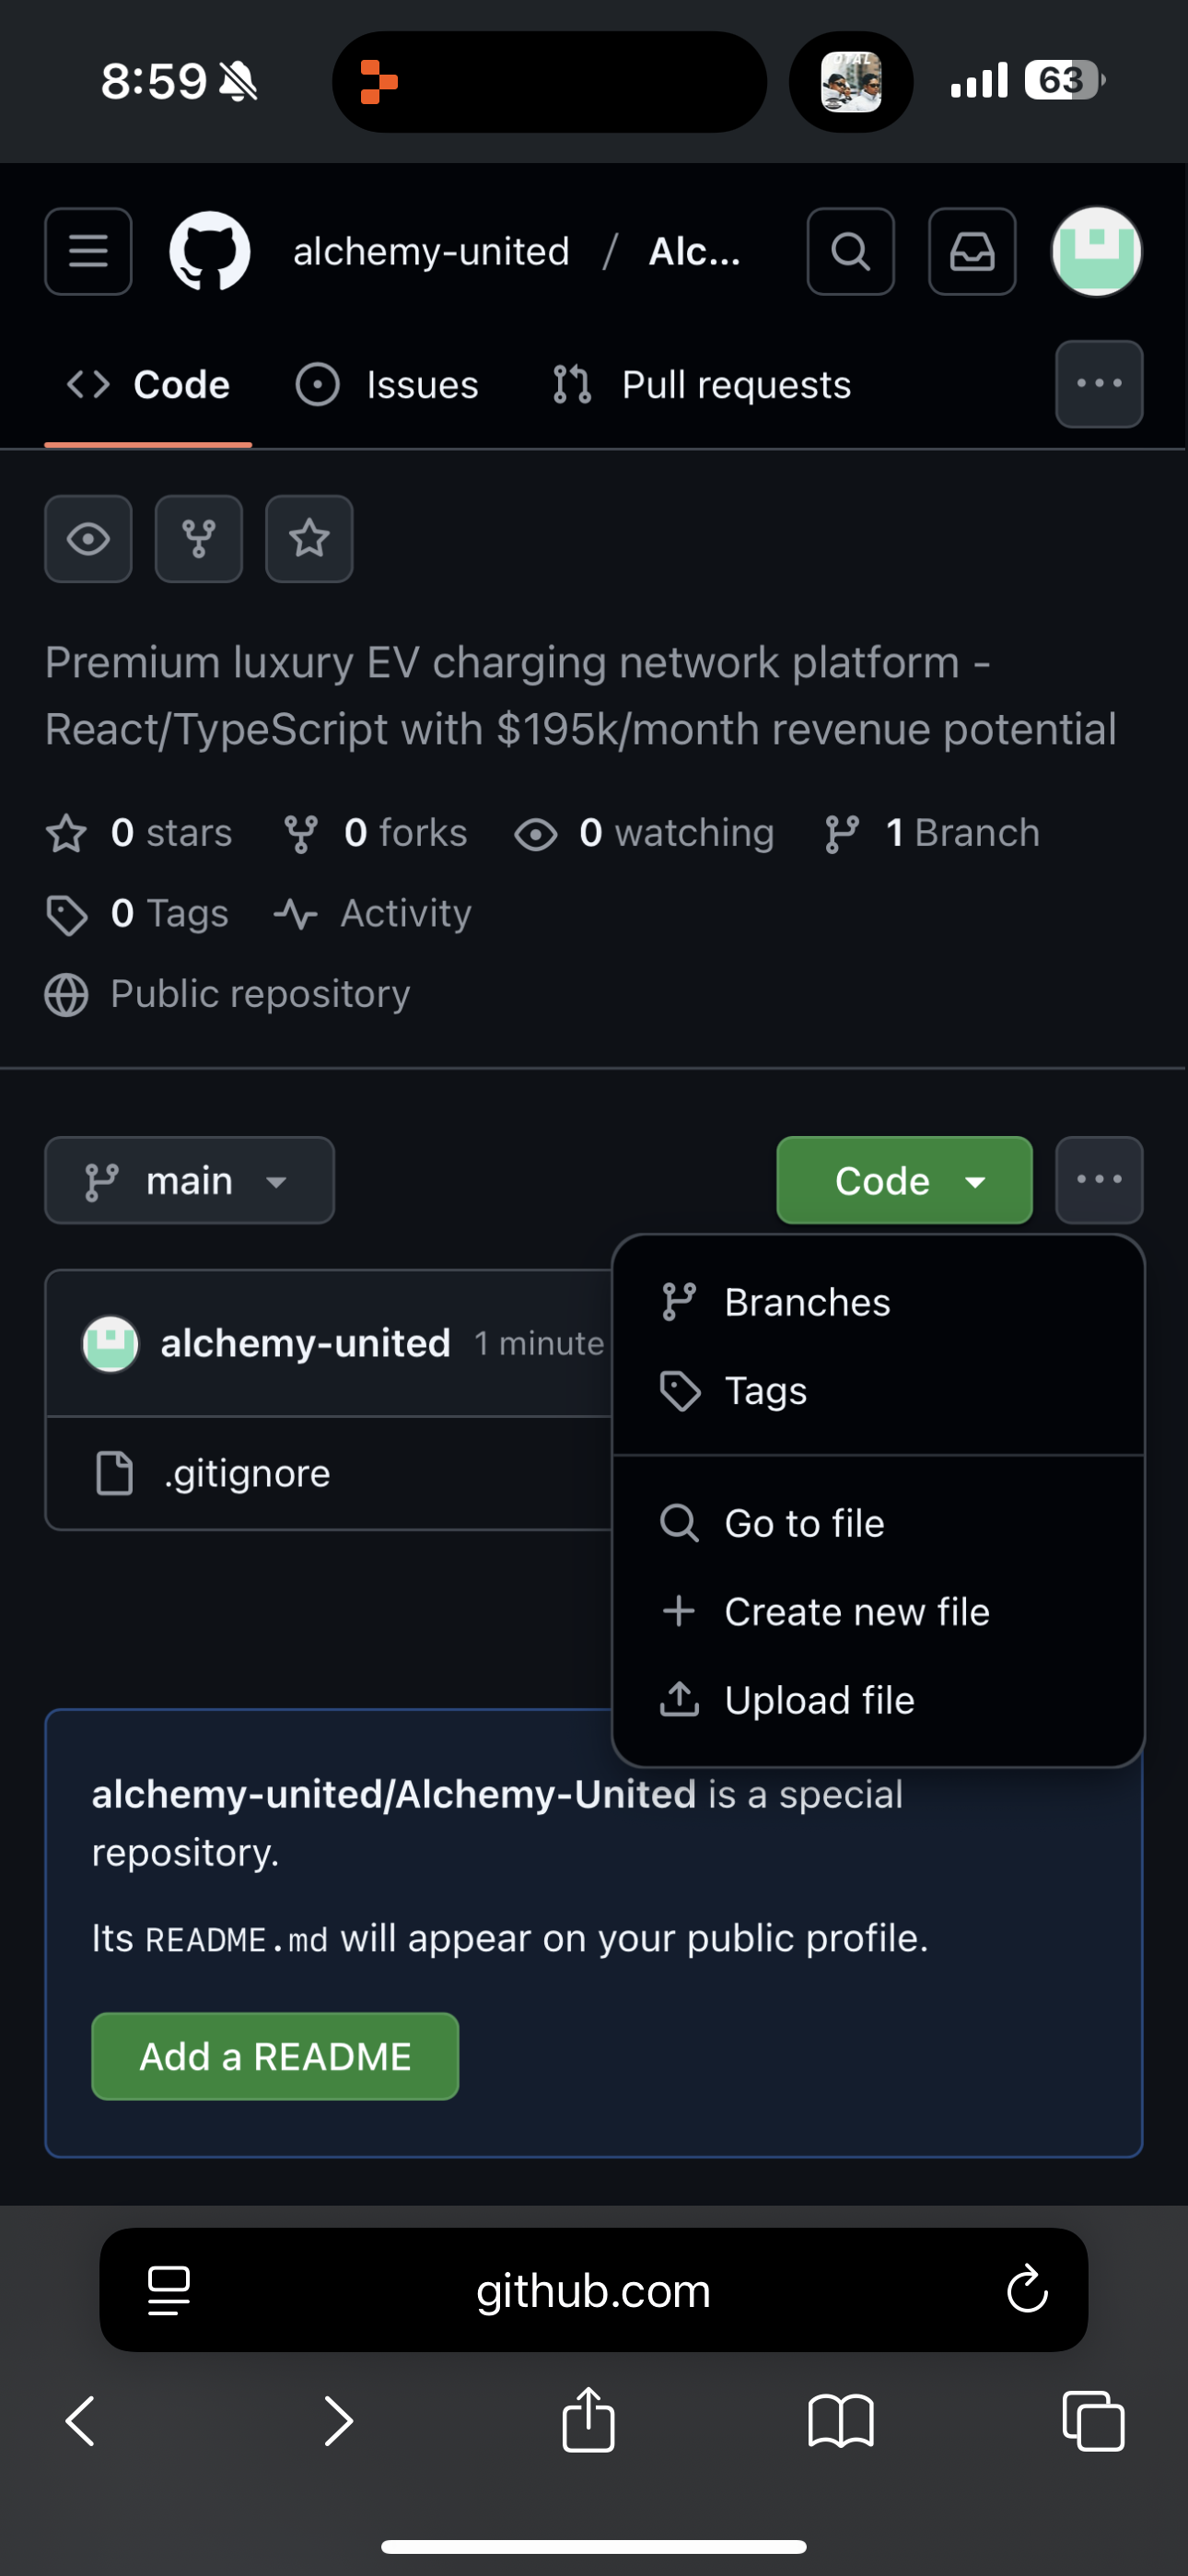 8:59
63
alchemy-united / Alc...
Code
Issues
Pull requests
Premium luxury EV charging network platform -
React/TypeScript with $195k/month revenue potential
0 stars
0 forks
0 watching
1 Branch
0 Tags
Activity
Public repository
main
Code
Branches
Tags
Go to file
Create new file
Upload file
alchemy-united 1 minute
.gitignore
alchemy-united/Alchemy-United is a special
repository.
Its README.md will appear on your public profile.
Add a README
github.com